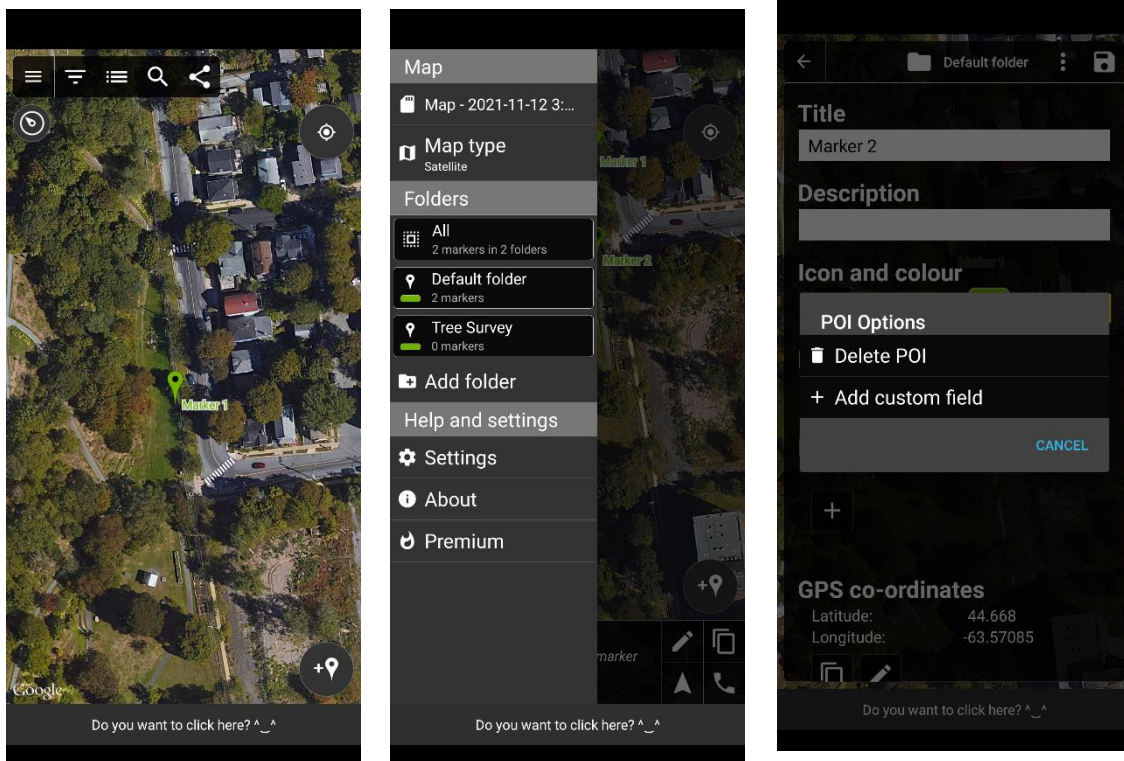 Marker 1
Google
Do you want to click here? ^_^
Map
Map - 2021-11-12 3:...
Map type
Satellite
Folders
All
2 markers in 2 folders
Default folder
2 markers
Tree Survey
0 markers
Add folder
Help and settings
Settings
About
Premium
Marker 1
Marker 2
marker
Do you want to click here? ^_^
Default folder
Title
Marker 2
Description
Icon and colour
POI Options
Delete POI
+ Add custom field
CANCEL
GPS co-ordinates
Latitude: 44.668
Longitude: -63.57085
Do you want to click here? ^_^